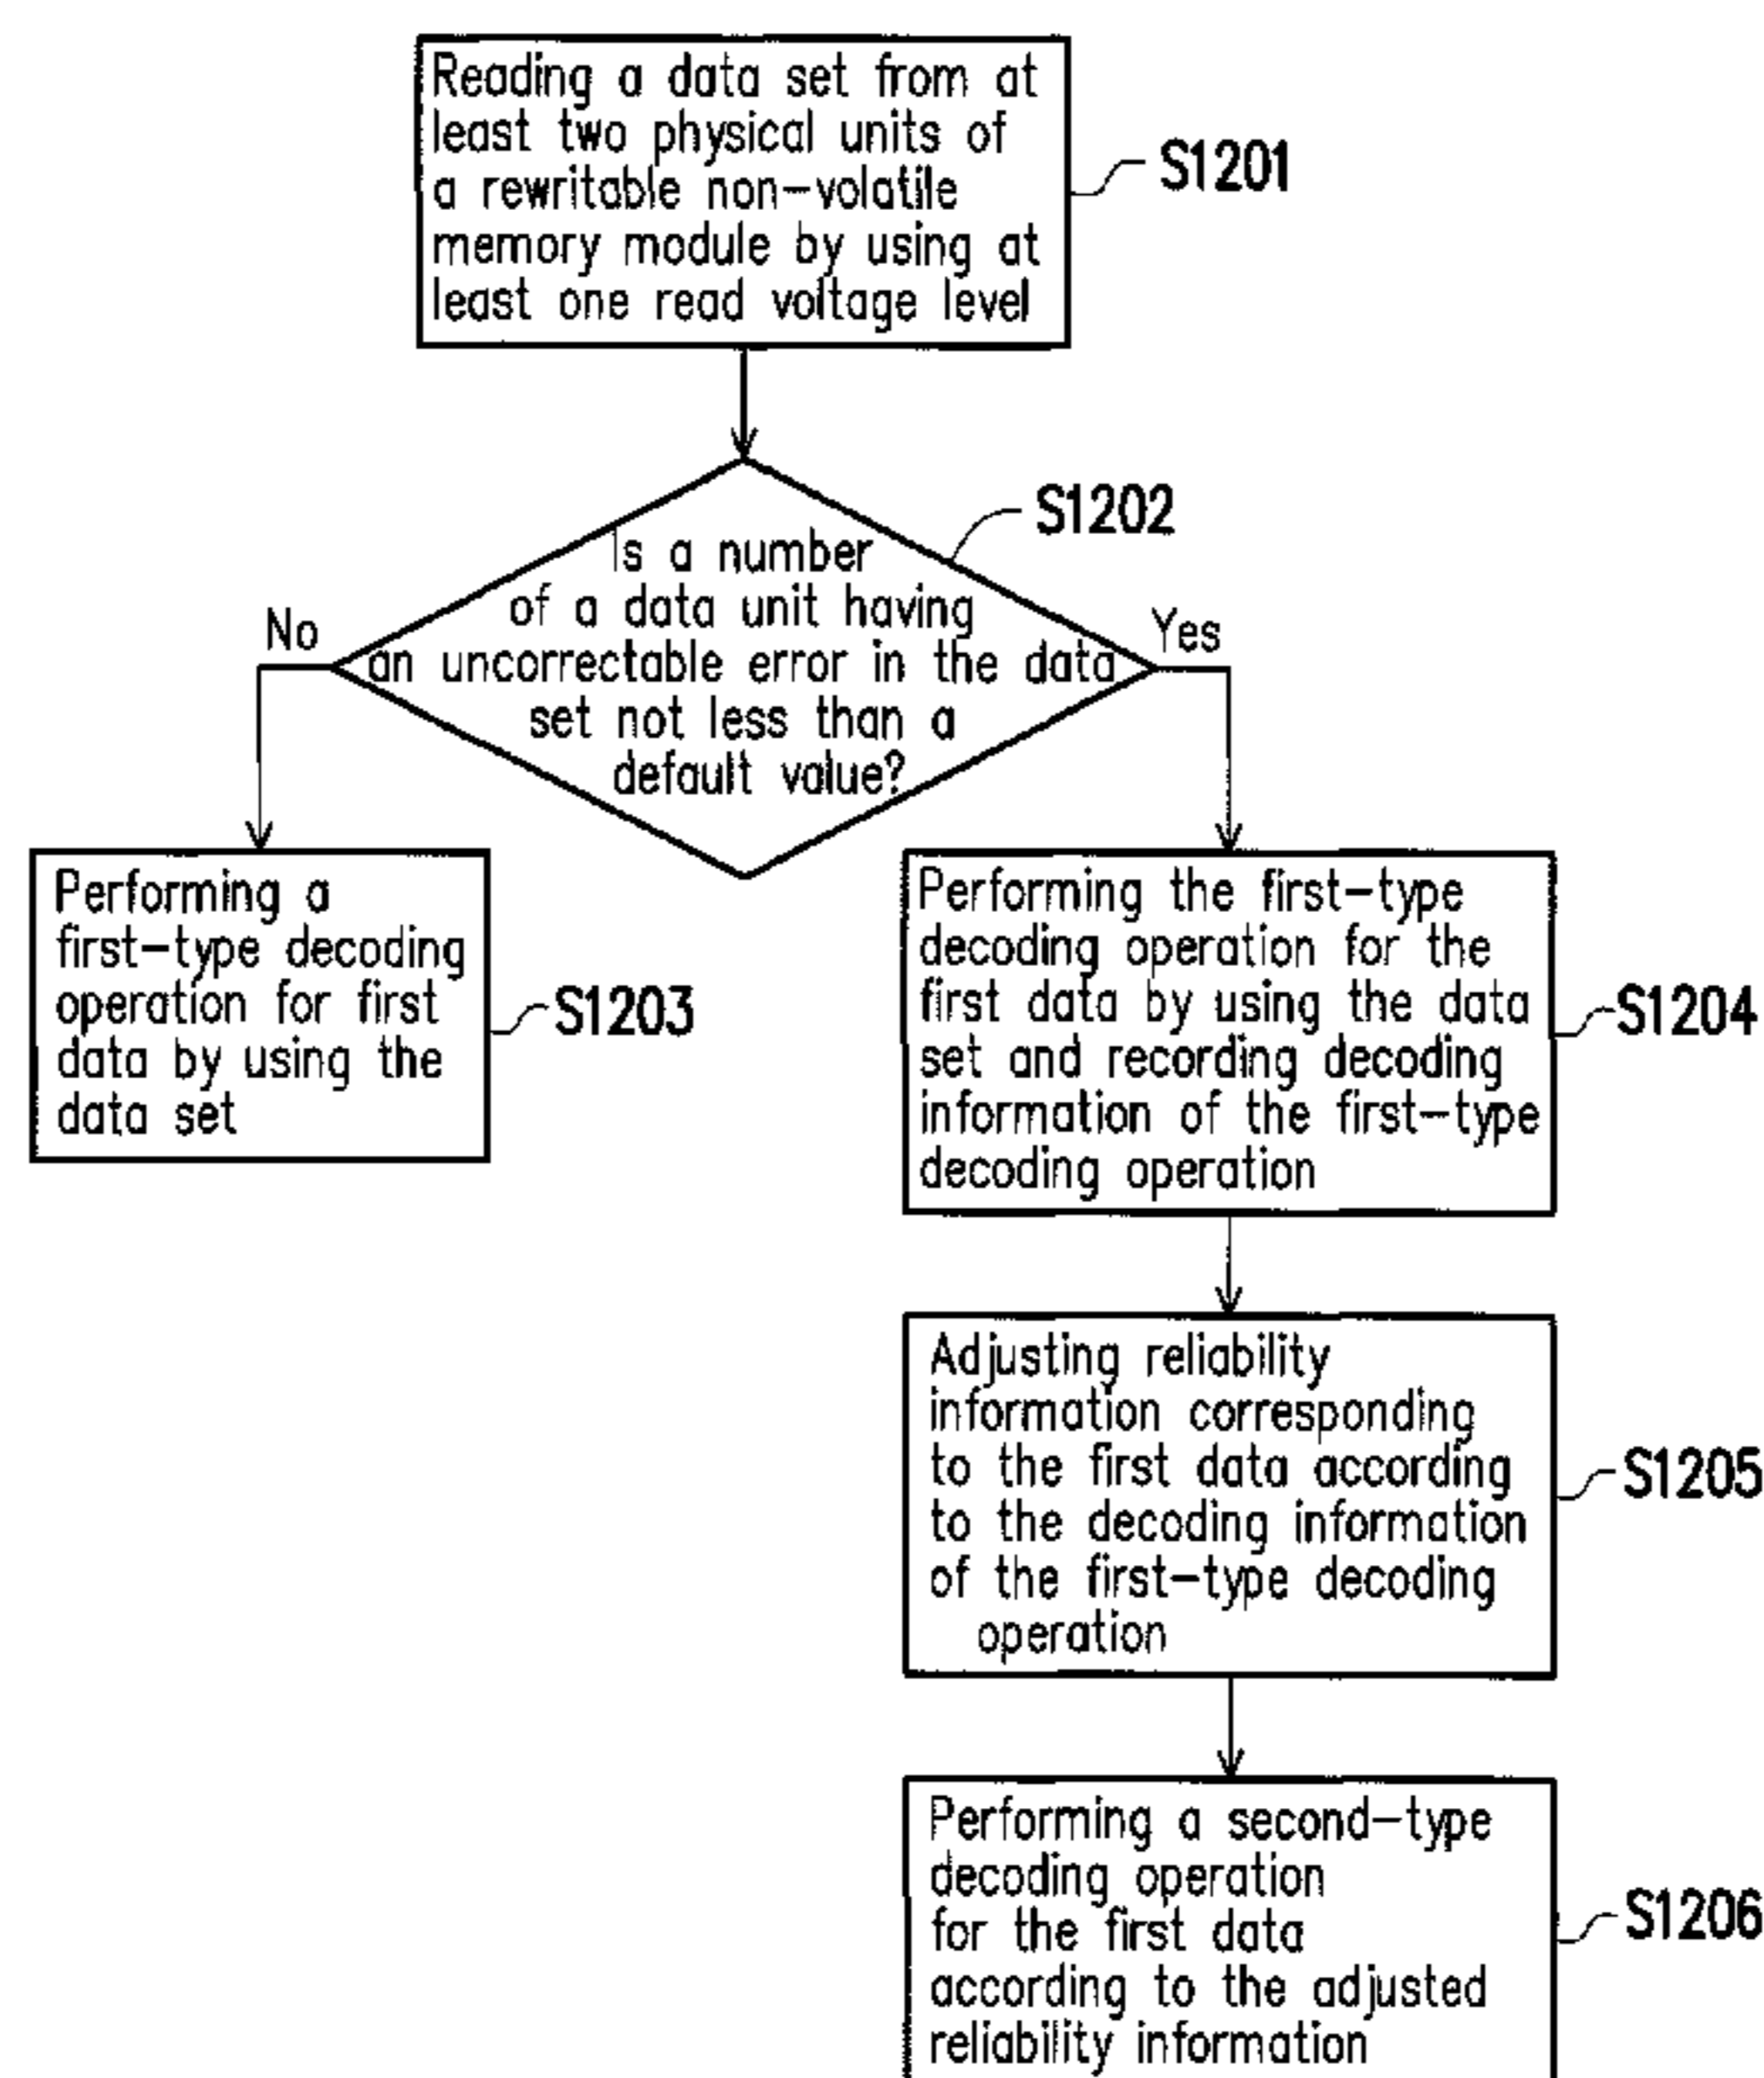 Reading a data set from at
least two physical units of
a rewritable non-volatile
memory module by using at
least one read voltage level
S1201
Is a number
of a data unit having
an uncorrectable error in the data
set not less than a
default value?
S1202
No
Yes
Performing a
first-type decoding
operation for first
data by using the
data set
S1203
Performing the first-type
decoding operation for the
first data by using the data
set and recording decoding
information of the first-type
decoding operation
S1204
Adjusting reliability
information corresponding
to the first data according
to the decoding information
of the first-type decoding
operation
S1205
Performing a second-type
decoding operation
for the first data
according to the adjusted
reliability information
S1206